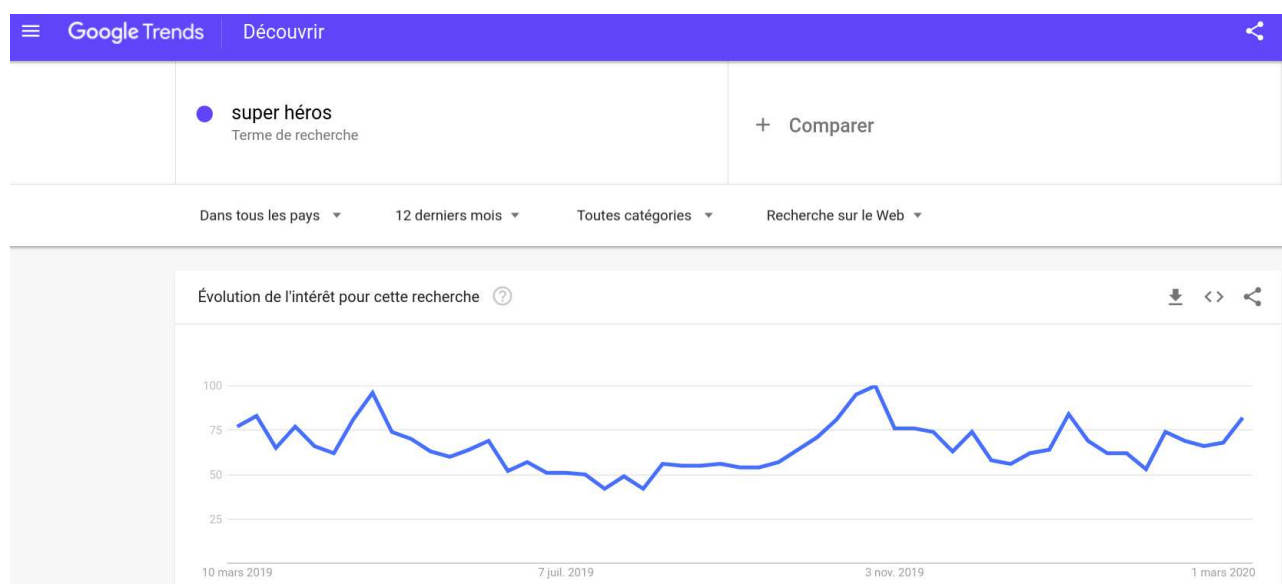 Google Trends Découvrir
super héros
Terme de recherche
+ Comparer
Dans tous les pays 12 derniers mois Toutes catégories Recherche sur le Web
Évolution de l'intérêt pour cette recherche ?
100
75
50
25
10 mars 2019 7 juil. 2019 3 nov. 2019 1 mars 2020